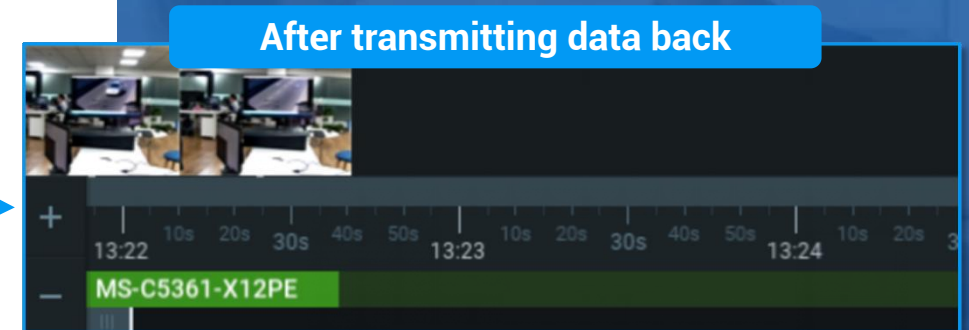 After transmitting data back
+
10s 20s 30s 40s 50s 10s 20s 30s 40s 50s 10s 20s 3
13:22 13:23 13:24
− MS-C5361-X12PE